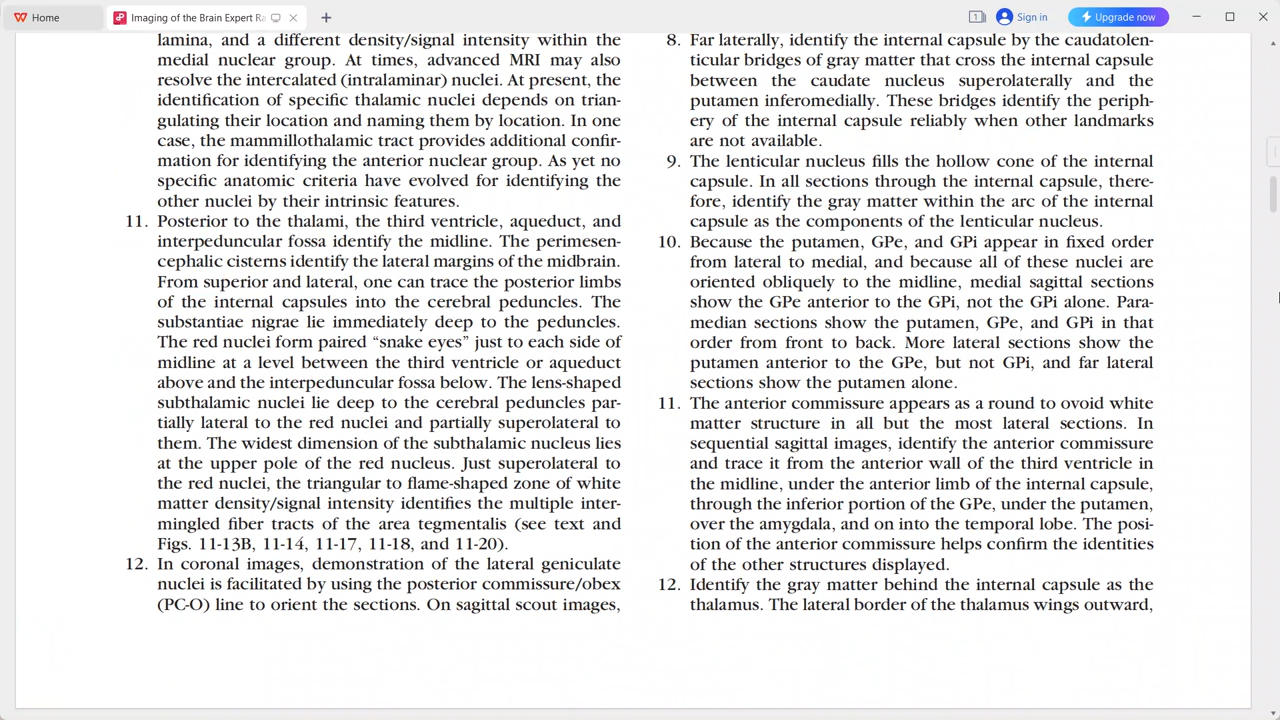 Home
Imaging of the Brain Expert Ra
Sign in
Upgrade now
lamina, and a different density/signal intensity within the
medial nuclear group. At times, advanced MRI may also
resolve the intercalated (intralaminar) nuclei. At present, the
identification of specific thalamic nuclei depends on trian-
gulating their location and naming them by location. In one
case, the mammillothalamic tract provides additional confir-
mation for identifying the anterior nuclear group. As yet no
specific anatomic criteria have evolved for identifying the
other nuclei by their intrinsic features.
11. Posterior to the thalami, the third ventricle, aqueduct, and
interpeduncular fossa identify the midline. The perimesen-
cephalic cisterns identify the lateral margins of the midbrain.
From superior and lateral, one can trace the posterior limbs
of the internal capsules into the cerebral peduncles. The
substantiae nigrae lie immediately deep to the peduncles.
The red nuclei form paired “snake eyes” just to each side of
midline at a level between the third ventricle or aqueduct
above and the interpeduncular fossa below. The lens-shaped
subthalamic nuclei lie deep to the cerebral peduncles par-
tially lateral to the red nuclei and partially superolateral to
them. The widest dimension of the subthalamic nucleus lies
at the upper pole of the red nucleus. Just superolateral to
the red nuclei, the triangular to flame-shaped zone of white
matter density/signal intensity identifies the multiple inter-
mingled fiber tracts of the area tegmentalis (see text and
Figs. 11-13B, 11-14, 11-17, 11-18, and 11-20).
12. In coronal images, demonstration of the lateral geniculate
nuclei is facilitated by using the posterior commissure/obex
(PC-O) line to orient the sections. On sagittal scout images,
8. Far laterally, identify the internal capsule by the caudatolen-
ticular bridges of gray matter that cross the internal capsule
between the caudate nucleus superolaterally and the
putamen inferomedially. These bridges identify the periph-
ery of the internal capsule reliably when other landmarks
are not available.
9. The lenticular nucleus fills the hollow cone of the internal
capsule. In all sections through the internal capsule, there-
fore, identify the gray matter within the arc of the internal
capsule as the components of the lenticular nucleus.
10. Because the putamen, GPe, and GPi appear in fixed order
from lateral to medial, and because all of these nuclei are
oriented obliquely to the midline, medial sagittal sections
show the GPe anterior to the GPi, not the GPi alone. Para-
median sections show the putamen, GPe, and GPi in that
order from front to back. More lateral sections show the
putamen anterior to the GPe, but not GPi, and far lateral
sections show the putamen alone.
11. The anterior commissure appears as a round to ovoid white
matter structure in all but the most lateral sections. In
sequential sagittal images, identify the anterior commissure
and trace it from the anterior wall of the third ventricle in
the midline, under the anterior limb of the internal capsule,
through the inferior portion of the GPe, under the putamen,
over the amygdala, and on into the temporal lobe. The posi-
tion of the anterior commissure helps confirm the identities
of the other structures displayed.
12. Identify the gray matter behind the internal capsule as the
thalamus. The lateral border of the thalamus wings outward,